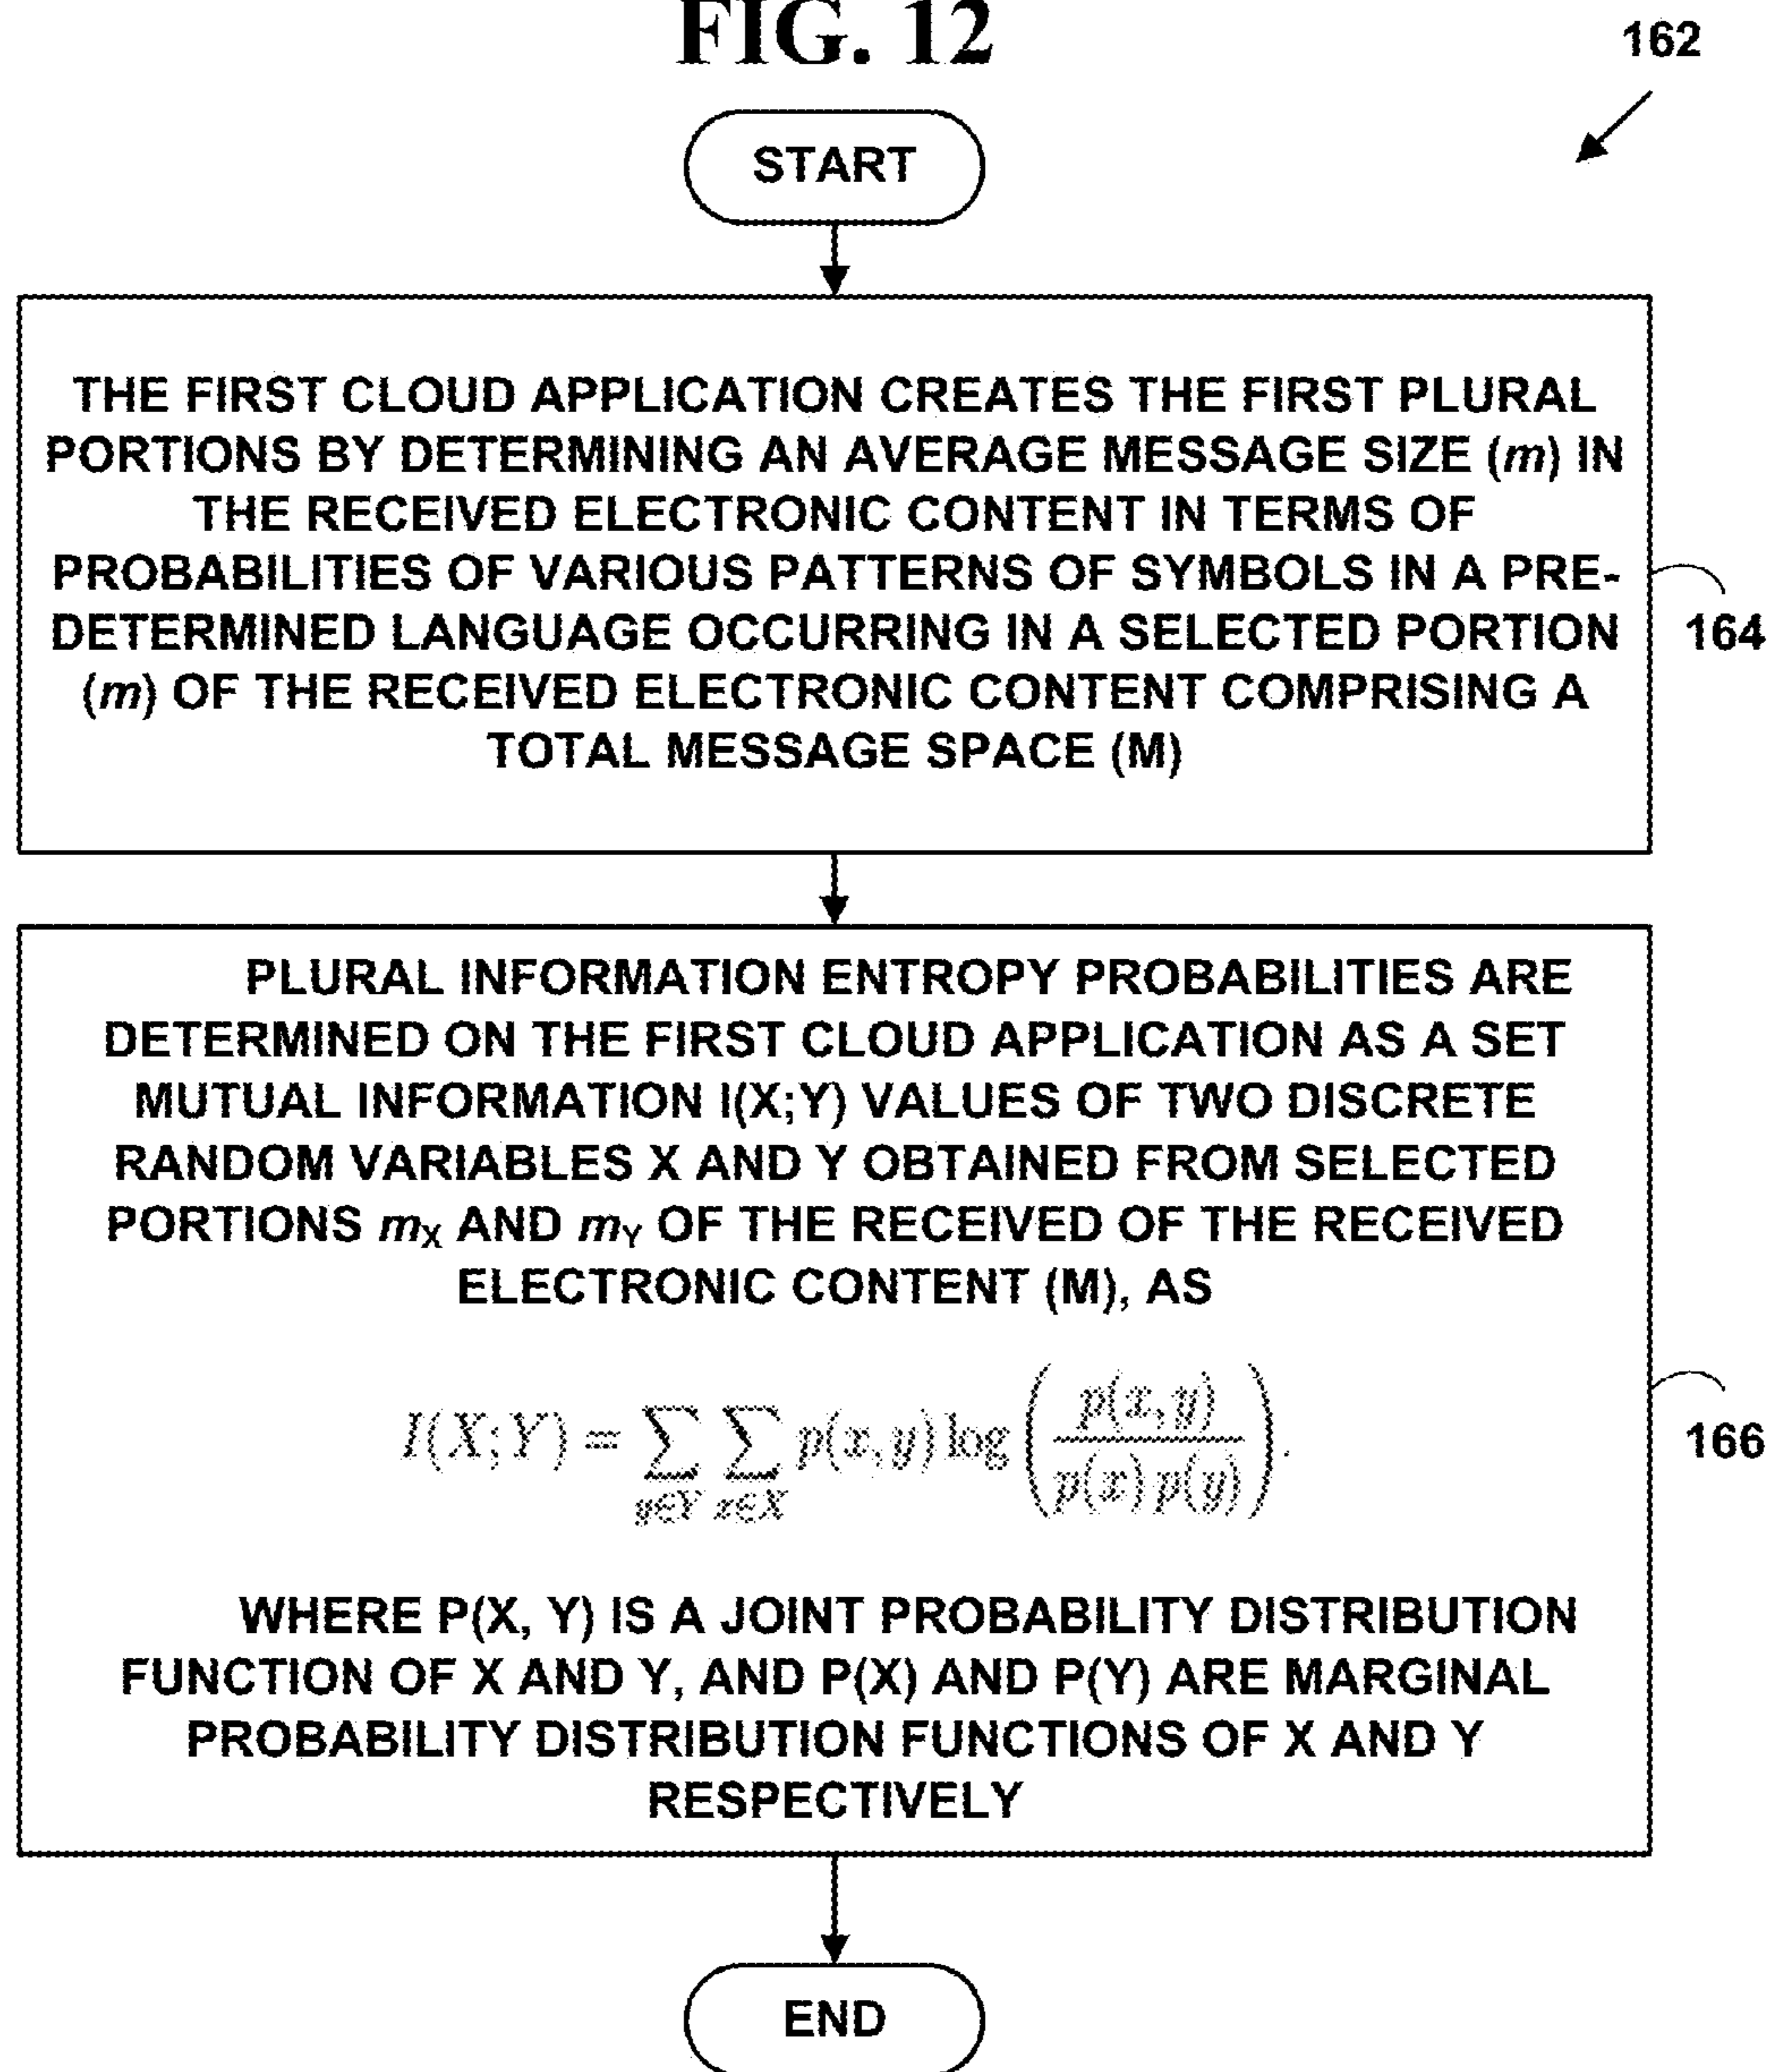 FIG. 12
162
START
THE FIRST CLOUD APPLICATION CREATES THE FIRST PLURAL
PORTIONS BY DETERMINING AN AVERAGE MESSAGE SIZE (m) IN
THE RECEIVED ELECTRONIC CONTENT IN TERMS OF
PROBABILITIES OF VARIOUS PATTERNS OF SYMBOLS IN A PRE-
DETERMINED LANGUAGE OCCURRING IN A SELECTED PORTION
(m) OF THE RECEIVED ELECTRONIC CONTENT COMPRISING A
TOTAL MESSAGE SPACE (M)
164
PLURAL INFORMATION ENTROPY PROBABILITIES ARE
DETERMINED ON THE FIRST CLOUD APPLICATION AS A SET
MUTUAL INFORMATION I(X;Y) VALUES OF TWO DISCRETE
RANDOM VARIABLES X AND Y OBTAINED FROM SELECTED
PORTIONS m_X AND m_Y OF THE RECEIVED OF THE RECEIVED
ELECTRONIC CONTENT (M), AS
I(X;Y) = ∑_{y∈Y} ∑_{x∈X} p(x,y) log (p(x,y) / p(x) p(y)).
166
WHERE P(X, Y) IS A JOINT PROBABILITY DISTRIBUTION
FUNCTION OF X AND Y, AND P(X) AND P(Y) ARE MARGINAL
PROBABILITY DISTRIBUTION FUNCTIONS OF X AND Y
RESPECTIVELY
END